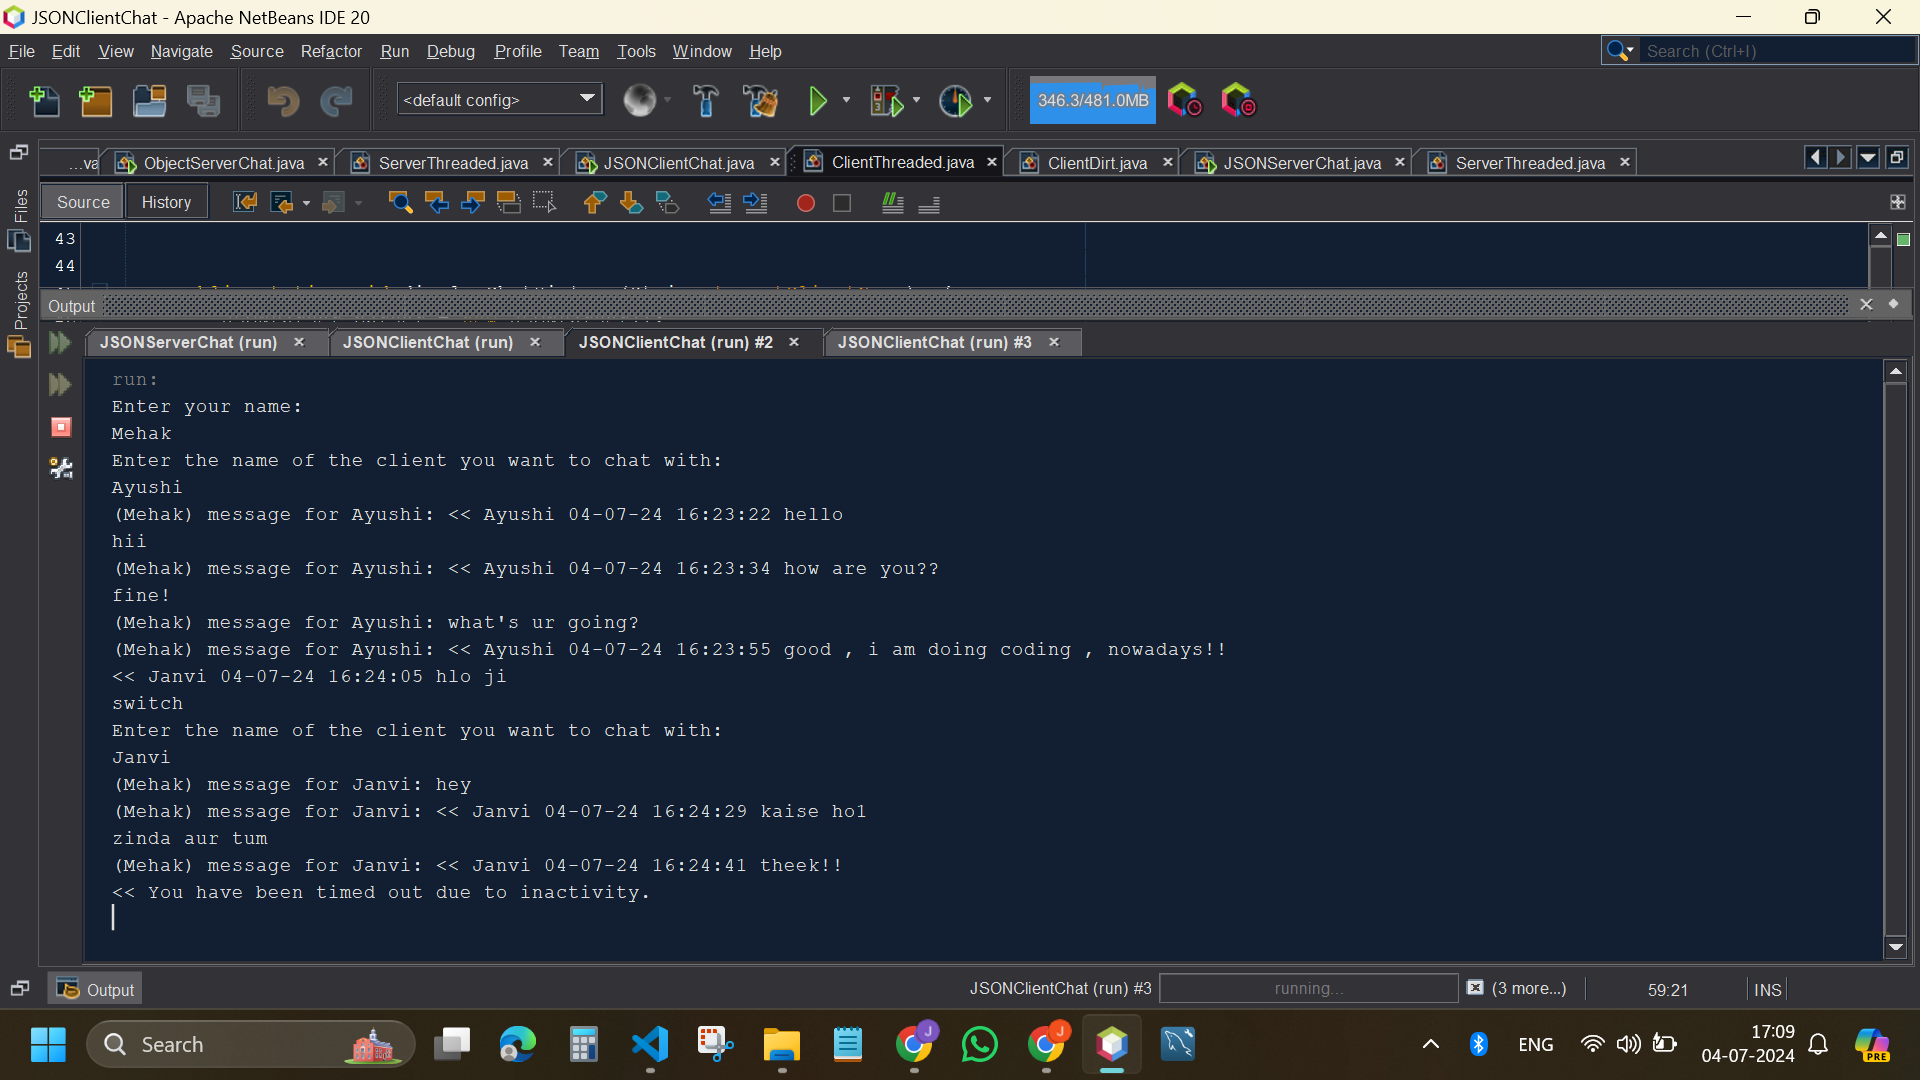 JSONClientChat - Apache NetBeans IDE 20
File Edit View Navigate Source Refactor Run Debug Profile Team Tools Window Help
Search (Ctrl+I)
<default config>
346.3/481.0MB
...va ObjectServerChat.java ServerThreaded.java JSONClientChat.java ClientThreaded.java ClientDirt.java JSONServerChat.java ServerThreaded.java
Files
Projects
Source History
43
44
Output
JSONServerChat (run) JSONClientChat (run) JSONClientChat (run) #2 JSONClientChat (run) #3
run:
Enter your name:
Mehak
Enter the name of the client you want to chat with:
Ayushi
(Mehak) message for Ayushi: << Ayushi 04-07-24 16:23:22 hello
hii
(Mehak) message for Ayushi: << Ayushi 04-07-24 16:23:34 how are you??
fine!
(Mehak) message for Ayushi: what's ur going?
(Mehak) message for Ayushi: << Ayushi 04-07-24 16:23:55 good , i am doing coding , nowadays!!
<< Janvi 04-07-24 16:24:05 hlo ji
switch
Enter the name of the client you want to chat with:
Janvi
(Mehak) message for Janvi: hey
(Mehak) message for Janvi: << Janvi 04-07-24 16:24:29 kaise ho1
zinda aur tum
(Mehak) message for Janvi: << Janvi 04-07-24 16:24:41 theek!!
<< You have been timed out due to inactivity.
Output
JSONClientChat (run) #3
running...
(3 more...)
59:21
INS
Search
J
J
ENG
17:09
04-07-2024
PRE